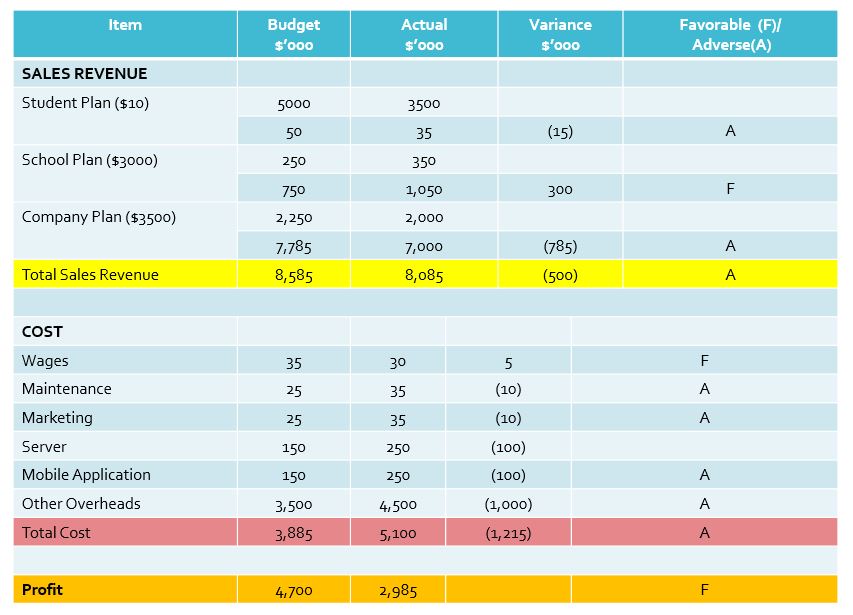 Item Budget $'000 Actual $'000 Variance $'000 Favorable (F)/ Adverse(A)
SALES REVENUE
Student Plan ($10) 5000 3500
50 35 (15) A
School Plan ($3000) 250 350
750 1,050 300 F
Company Plan ($3500) 2,250 2,000
7,785 7,000 (785) A
Total Sales Revenue 8,585 8,085 (500) A
COST
Wages 35 30 5 F
Maintenance 25 35 (10) A
Marketing 25 35 (10) A
Server 150 250 (100)
Mobile Application 150 250 (100) A
Other Overheads 3,500 4,500 (1,000) A
Total Cost 3,885 5,100 (1,215) A
Profit 4,700 2,985 F